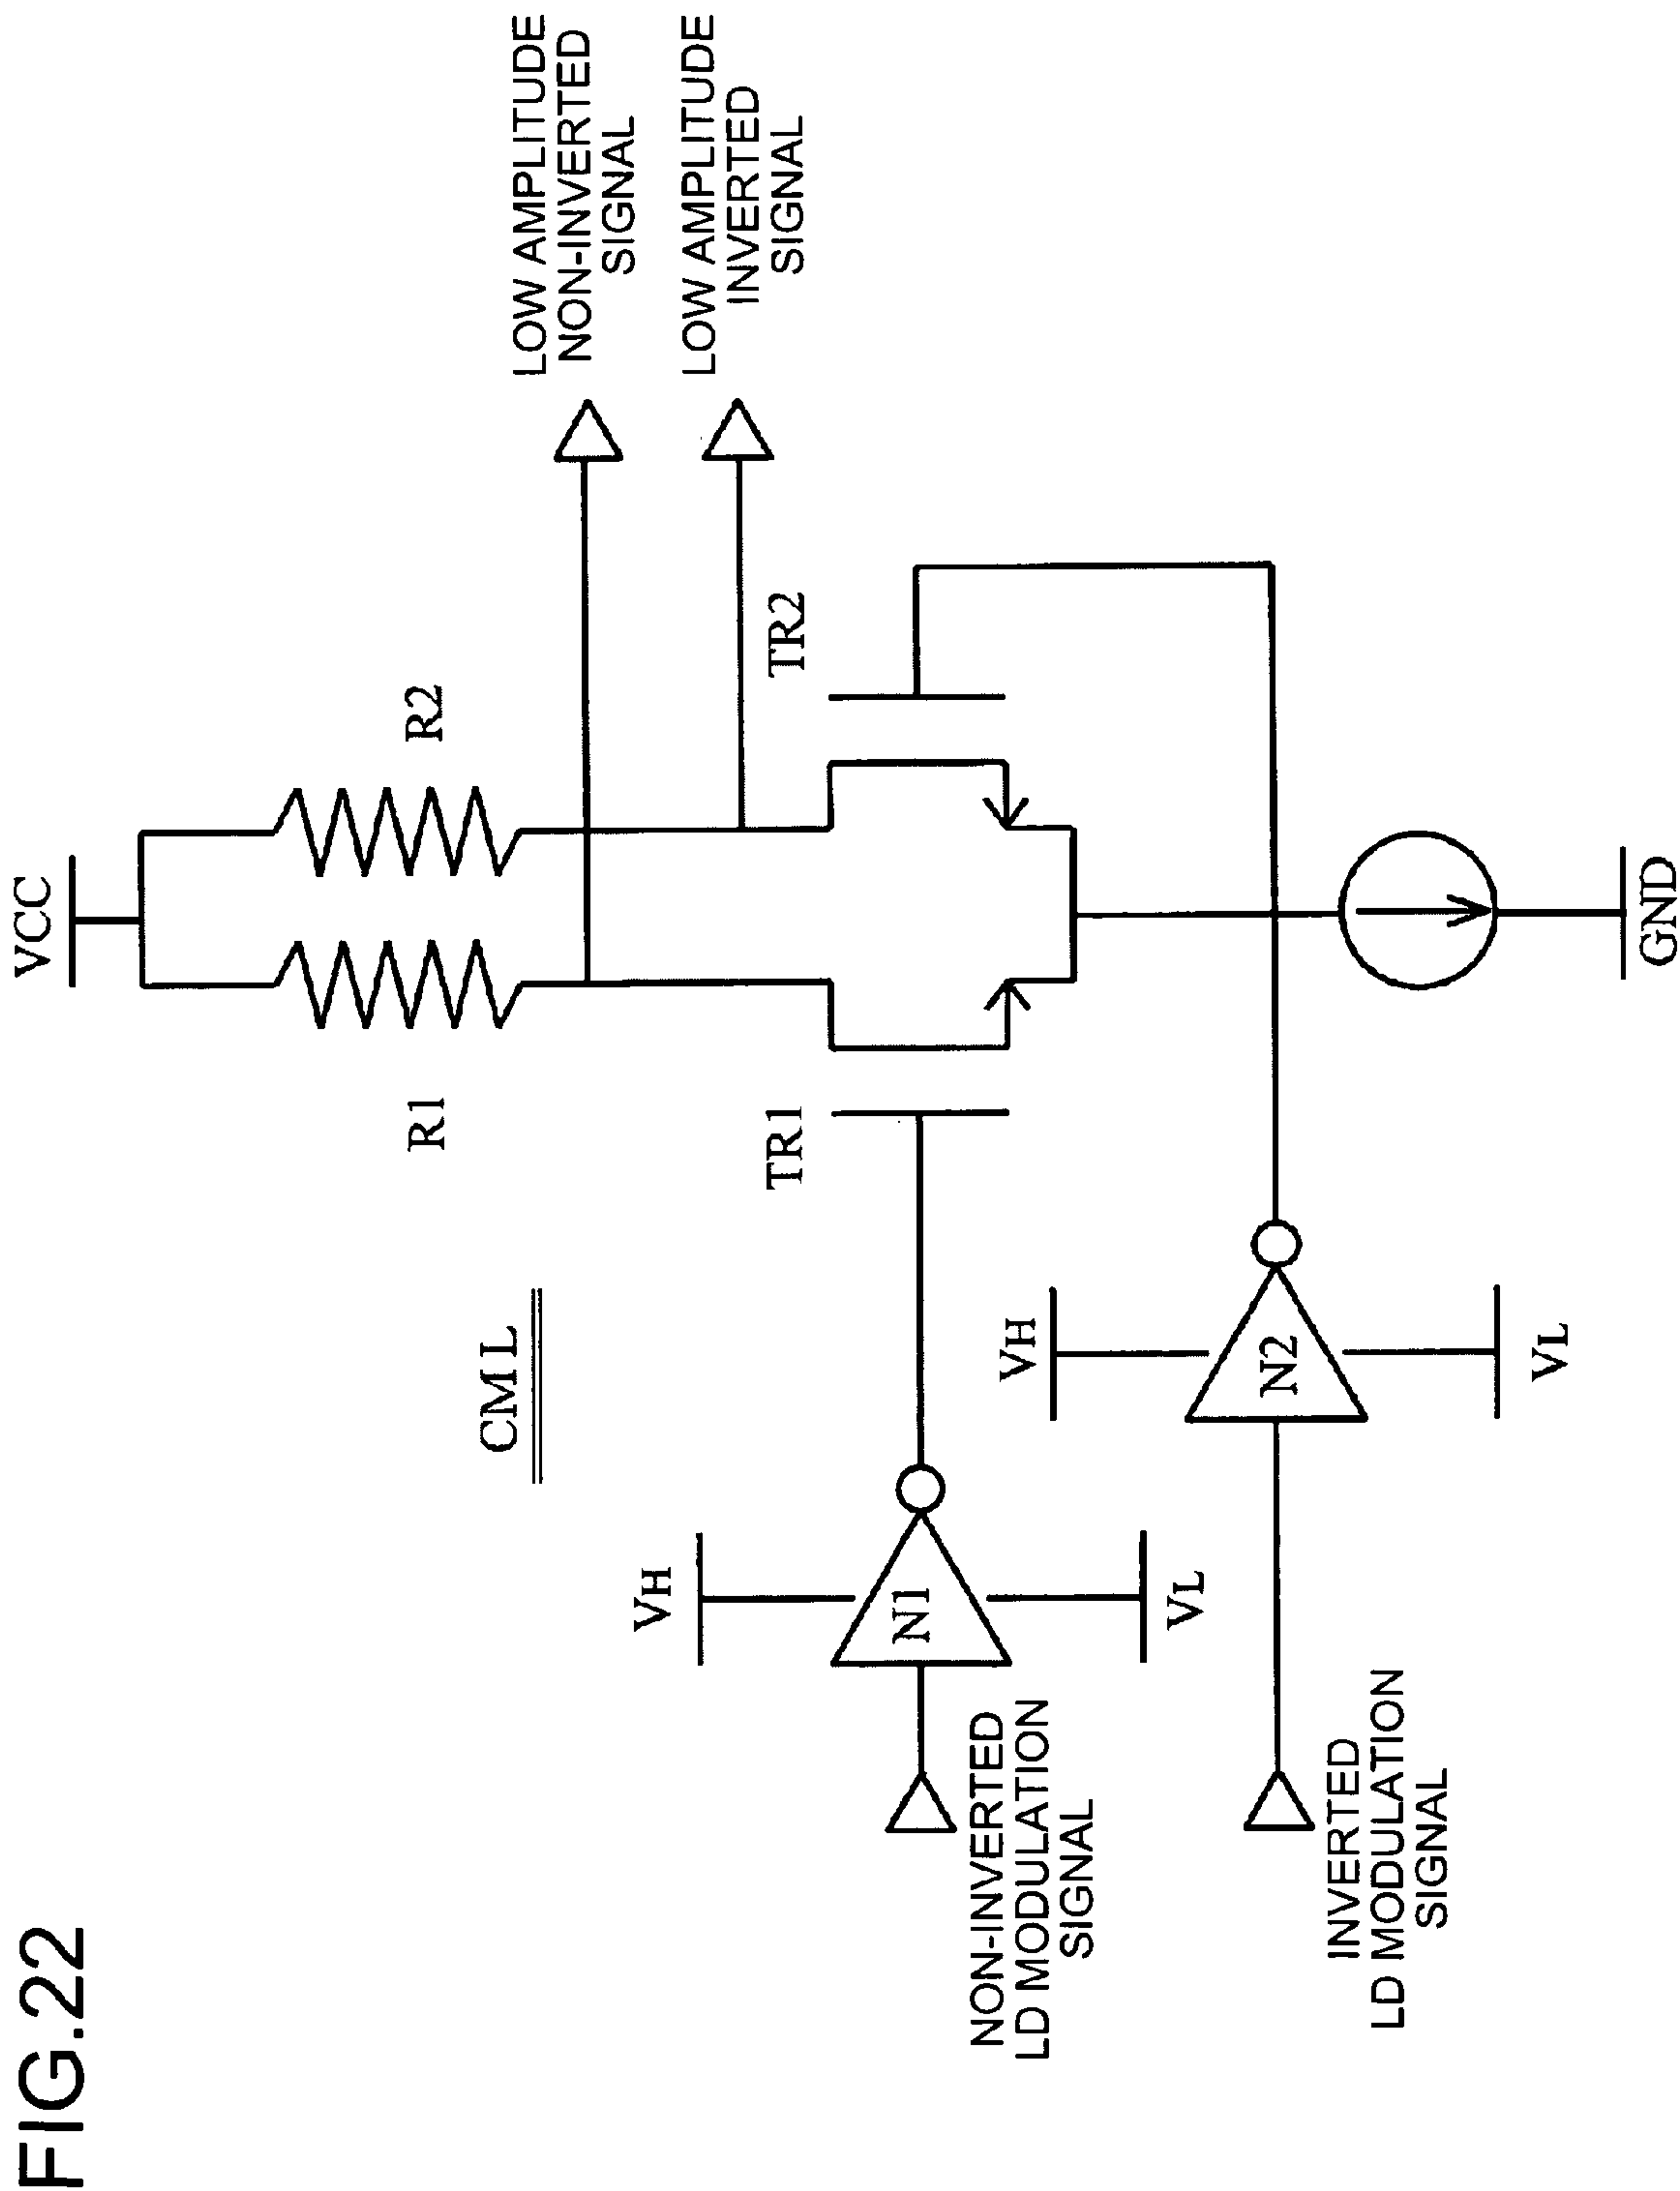 FIG.22
VCC
R1
R2
LOW AMPLITUDE
NON-INVERTED
SIGNAL
LOW AMPLITUDE
INVERTED
SIGNAL
CML
TR1
TR2
VH
N1
VL
NON-INVERTED
LD MODULATION
SIGNAL
VH
N2
VL
INVERTED
LD MODULATION
SIGNAL
GND